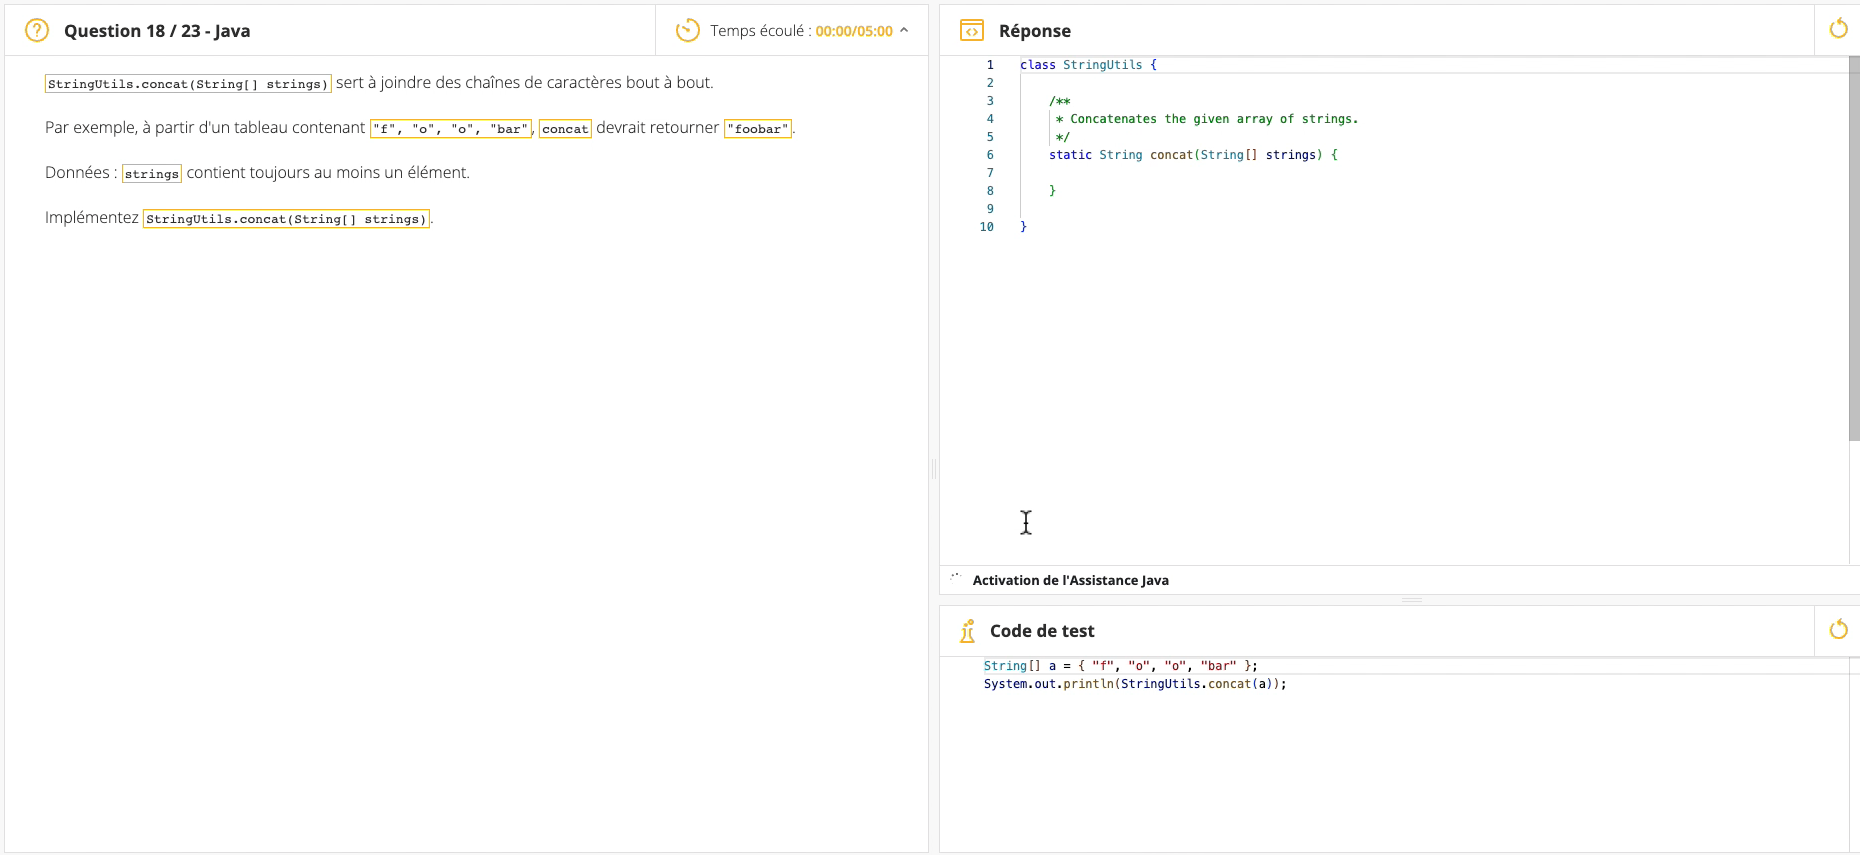 Question 18 / 23 - Java
Temps écoulé : 00:00/05:00
StringUtils.concat(String[] strings) sert à joindre des chaînes de caractères bout à bout.
Par exemple, à partir d'un tableau contenant "f", "o", "o", "bar", concat devrait retourner "foobar".
Données : strings contient toujours au moins un élément.
Implémentez StringUtils.concat(String[] strings).
Réponse
1 class StringUtils {
2
3 /**
4 * Concatenates the given array of strings.
5 */
6 static String concat(String[] strings) {
7
8 }
9
10 }
Activation de l'Assistance Java
Code de test
String[] a = { "f", "o", "o", "bar" };
System.out.println(StringUtils.concat(a));